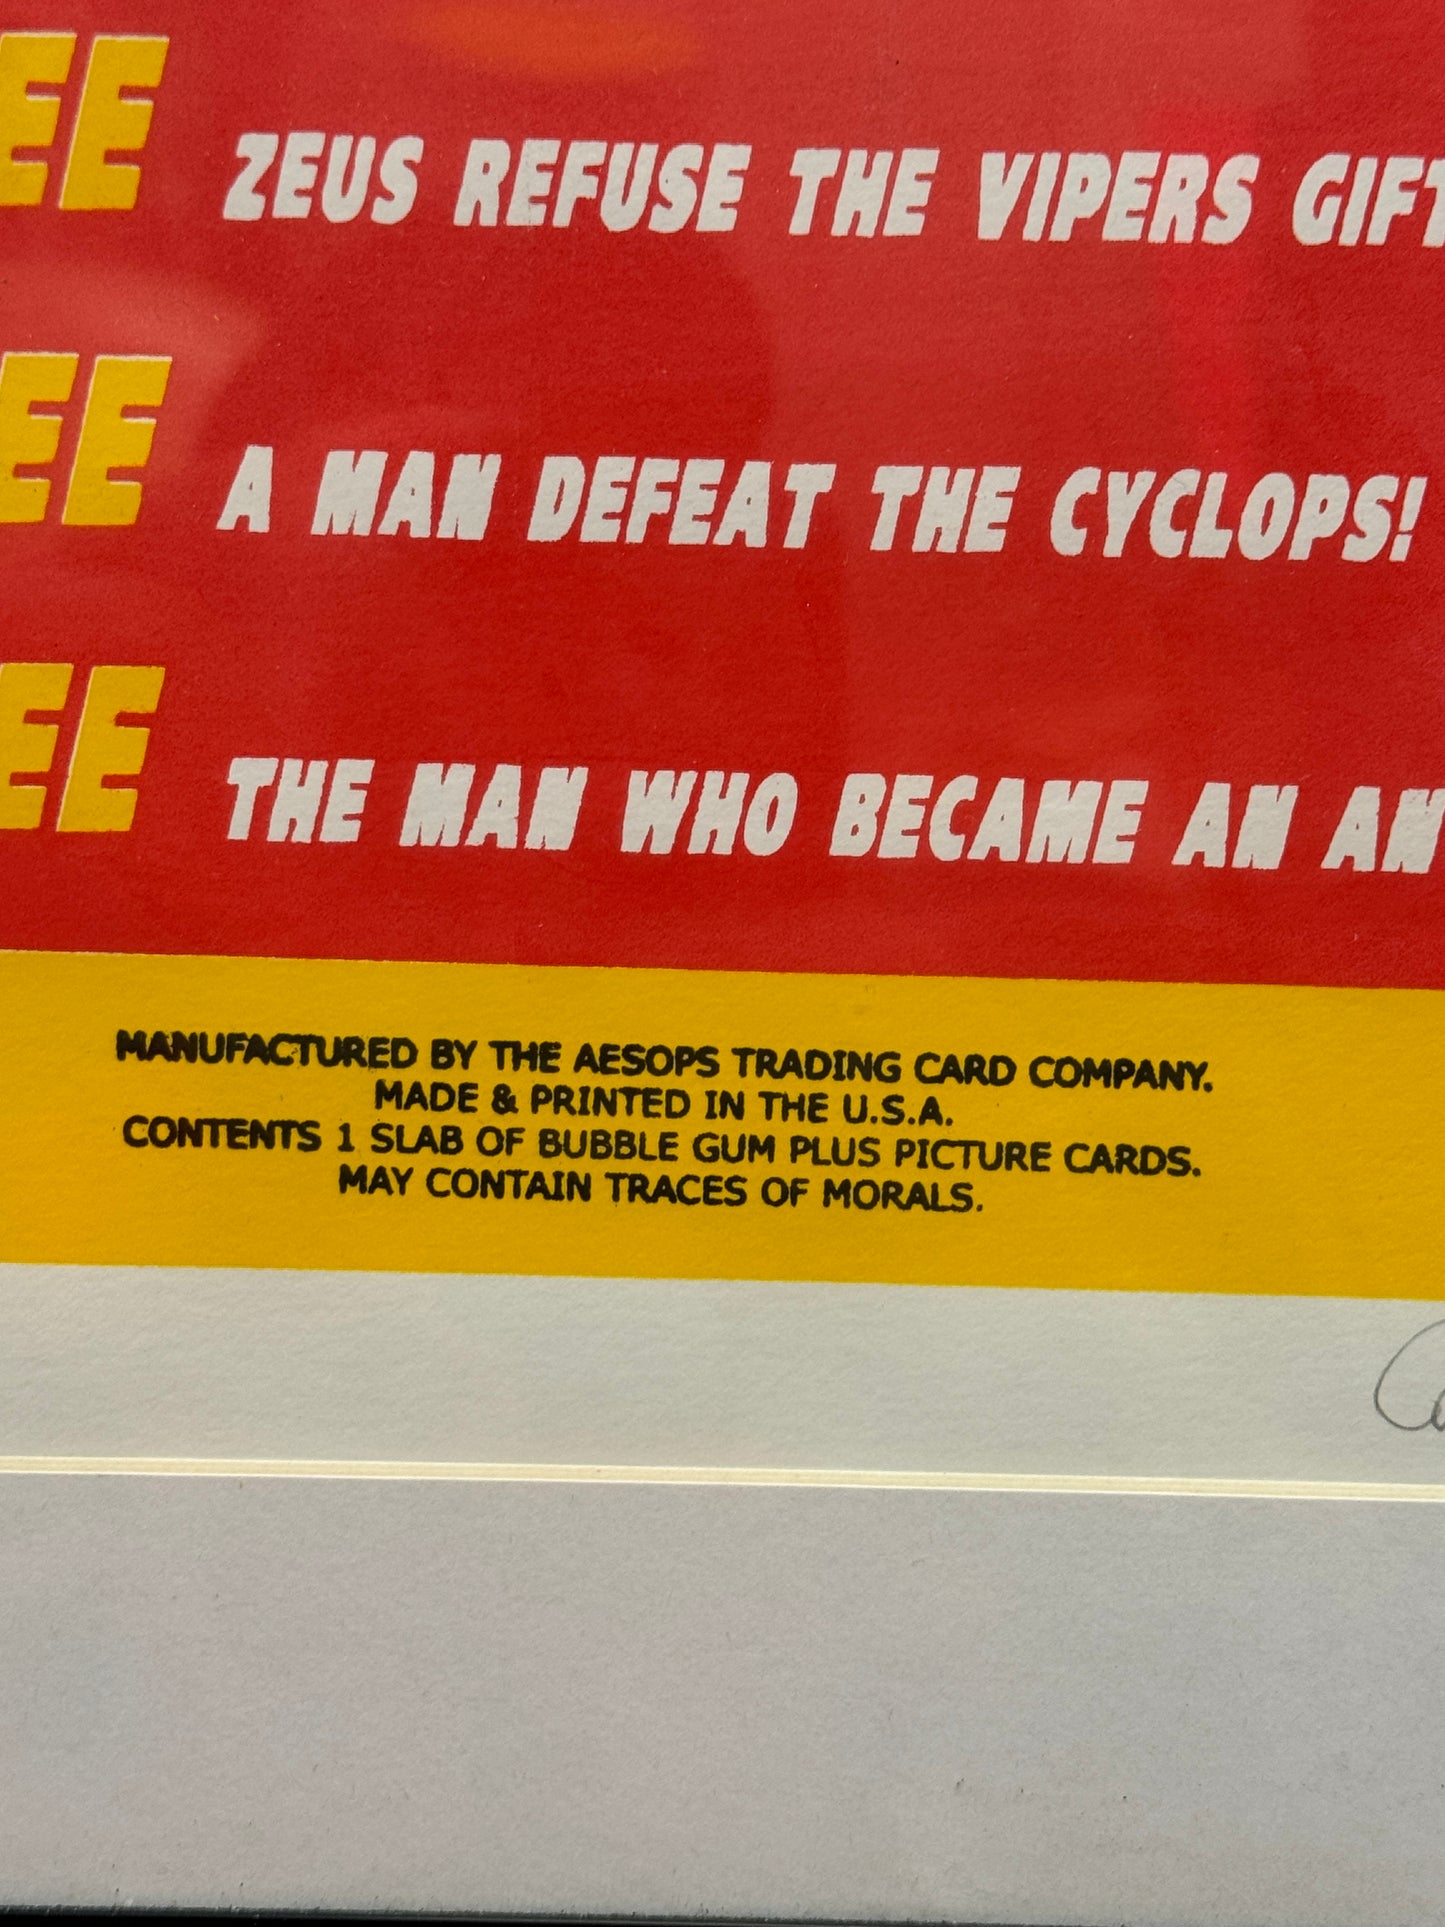 EE ZEUS REFUSE THE VIPERS GIFT
EE A MAN DEFEAT THE CYCLOPS!
EE THE MAN WHO BECAME AN AN
MANUFACTURED BY THE AESOPS TRADING CARD COMPANY.
MADE & PRINTED IN THE U.S.A.
CONTENTS 1 SLAB OF BUBBLE GUM PLUS PICTURE CARDS.
MAY CONTAIN TRACES OF MORALS.